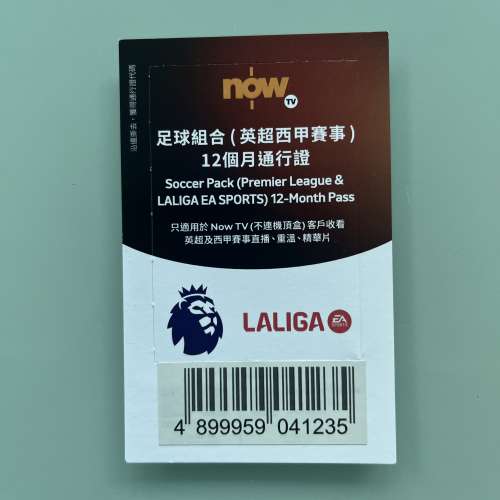 now
TV
足球組合 ( 英超西甲賽事 )
12個月通行證
Soccer Pack (Premier League &
LALIGA EA SPORTS) 12-Month Pass
只適用於 Now TV (不連機頂盒) 客戶收看
英超及西甲賽事直播、重溫、精華片
LALIGA
EA
SPORTS
4 899959 041235